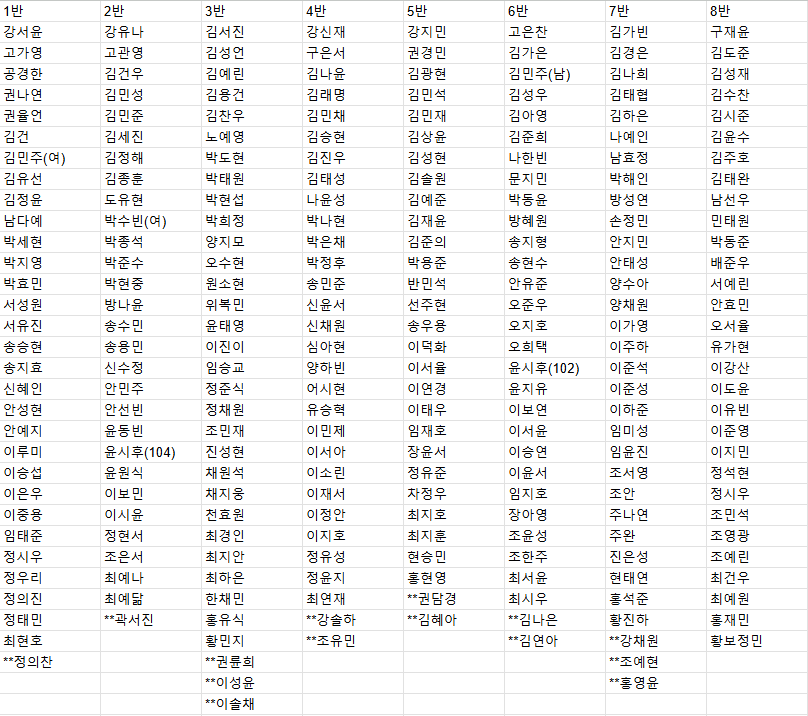 1반 2반 3반 4반 5반 6반 7반 8반
강서윤 강유나 김서진 강신재 강지민 고은찬 김가빈 구재윤
고가영 고관영 김성언 구은서 권경민 김가은 김경은 김도준
공경한 김건우 김예린 김나윤 김광현 김민주(남) 김나희 김성재
권나연 김민성 김용건 김래명 김민석 김성우 김태협 김수찬
권율언 김민준 김찬우 김민채 김민재 김아영 김하은 김시준
김건 김세진 노예영 김승현 김상윤 김준희 나예인 김윤수
김민주(여) 김정해 박도현 김진우 김성현 나한빈 남효정 김주호
김유선 김종훈 박태원 김태성 김솔원 문지민 박해인 김태완
김정윤 도유현 박현섭 나윤성 김예준 박동윤 방성연 남선우
남다예 박수빈(여) 박희정 박나현 김재윤 방혜원 손정민 민태원
박세현 박종석 양지모 박은채 김준의 송지형 안지민 박동준
박지영 박준수 오수현 박정후 박용준 송현수 안태성 배준우
박효민 박현중 원소현 송민준 반민석 안유준 양수아 서예린
서성원 방나윤 위복민 신윤서 선주현 오준우 양채원 안효민
서유진 송수민 윤태영 신채원 송우용 오지호 이가영 오서율
송승현 송용민 이진이 심아현 이덕화 오희택 이주하 유가현
송지효 신수정 임승교 양하빈 이서율 윤시후(102) 이준석 이강산
신혜인 안민주 정준식 어시현 이연경 윤지유 이준성 이도윤
안성현 안선빈 정채원 유승혁 이태우 이보연 이하준 이유빈
안예지 윤동빈 조민재 이민제 임재호 이서윤 임미성 이준영
이루미 윤시후(104) 진성현 이서아 장윤서 이승연 임윤진 이지민
이승섭 윤원식 채원석 이소린 정유준 이윤서 조서영 정석현
이은우 이보민 채지웅 이재서 차정우 임지호 조안 정시우
이중용 이시윤 천효원 이정안 최지호 장아영 주나연 조민석
임태준 정현서 최경인 이지호 최지훈 조윤성 주완 조영광
정시우 조은서 최지안 정유성 현승민 조한주 진은성 조예린
정우리 최예나 최하은 정윤지 홍현영 최서윤 현태연 최건우
정의진 최예닮 한채민 최연재 **권담경 최시우 홍석준 최예원
정태민 **곽서진 홍유식 **강솔하 **김혜아 **김나은 황진하 홍재민
최현호 황민지 **조유민 **김연아 **강채원 황보정민
**정의찬 **권륜희 **조예현
**이성윤 **홍영윤
**이솔채